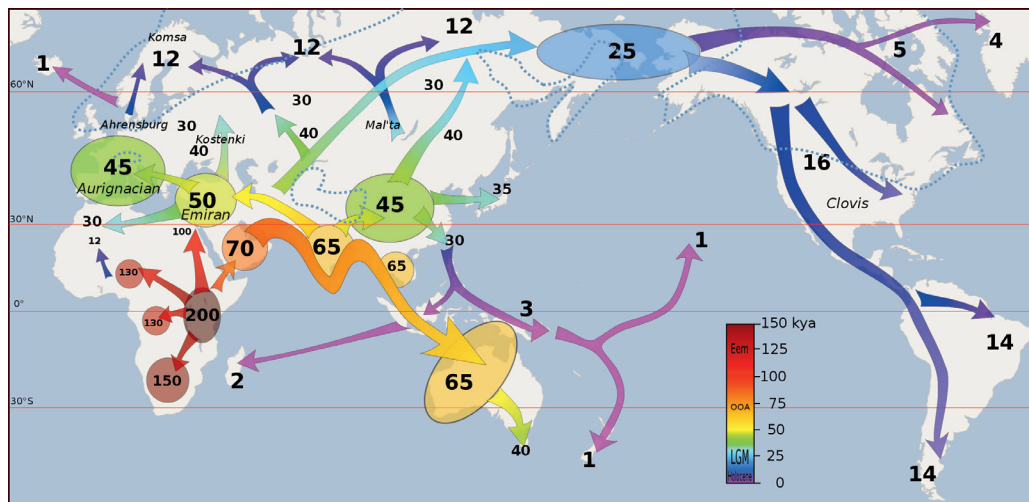 Komsa
12
12
12
25
5
4
1
60°N
30
30
30
Ahrensburg
Kostenki
40
40
Mal'ta
40
16
45
Aurignacian
50
Emiran
45
35
Clovis
30°N
30
100
12
70
65
65
30
1
130
130
200
0°
3
150
2
65
14
150 kya
Eem
125
100
75
OOA
50
LGM
25
Holocene
0
30°S
40
1
14